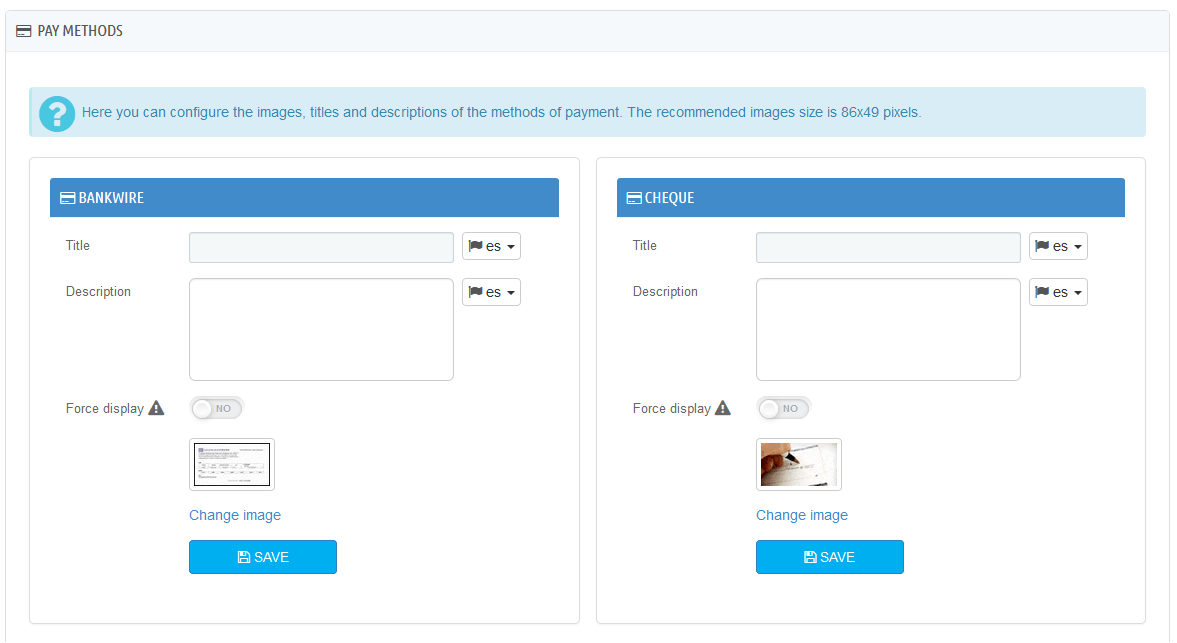 PAY METHODS
Here you can configure the images, titles and descriptions of the methods of payment. The recommended images size is 86x49 pixels.
BANKWIRE
Title
es
Description
es
Force display
NO
Change image
SAVE
CHEQUE
Title
es
Description
es
Force display
NO
Change image
SAVE